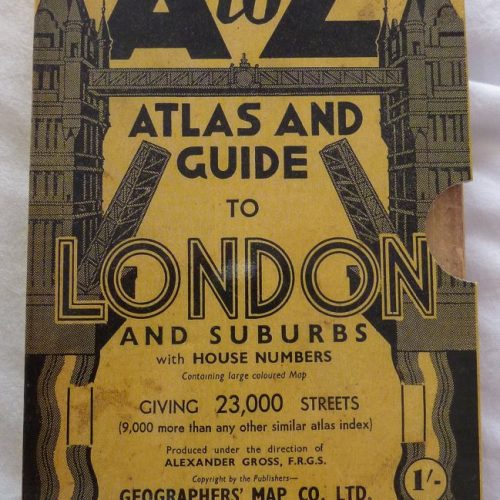 A to Z
ATLAS AND
GUIDE
TO
LONDON
AND SUBURBS
with HOUSE NUMBERS
Containing large coloured Map
GIVING 23,000 STREETS
(9,000 more than any other similar atlas index)
Produced under the direction of
ALEXANDER GROSS, F.R.G.S.
Copyright by the Publishers—
GEOGRAPHERS' MAP CO. LTD.
1/-